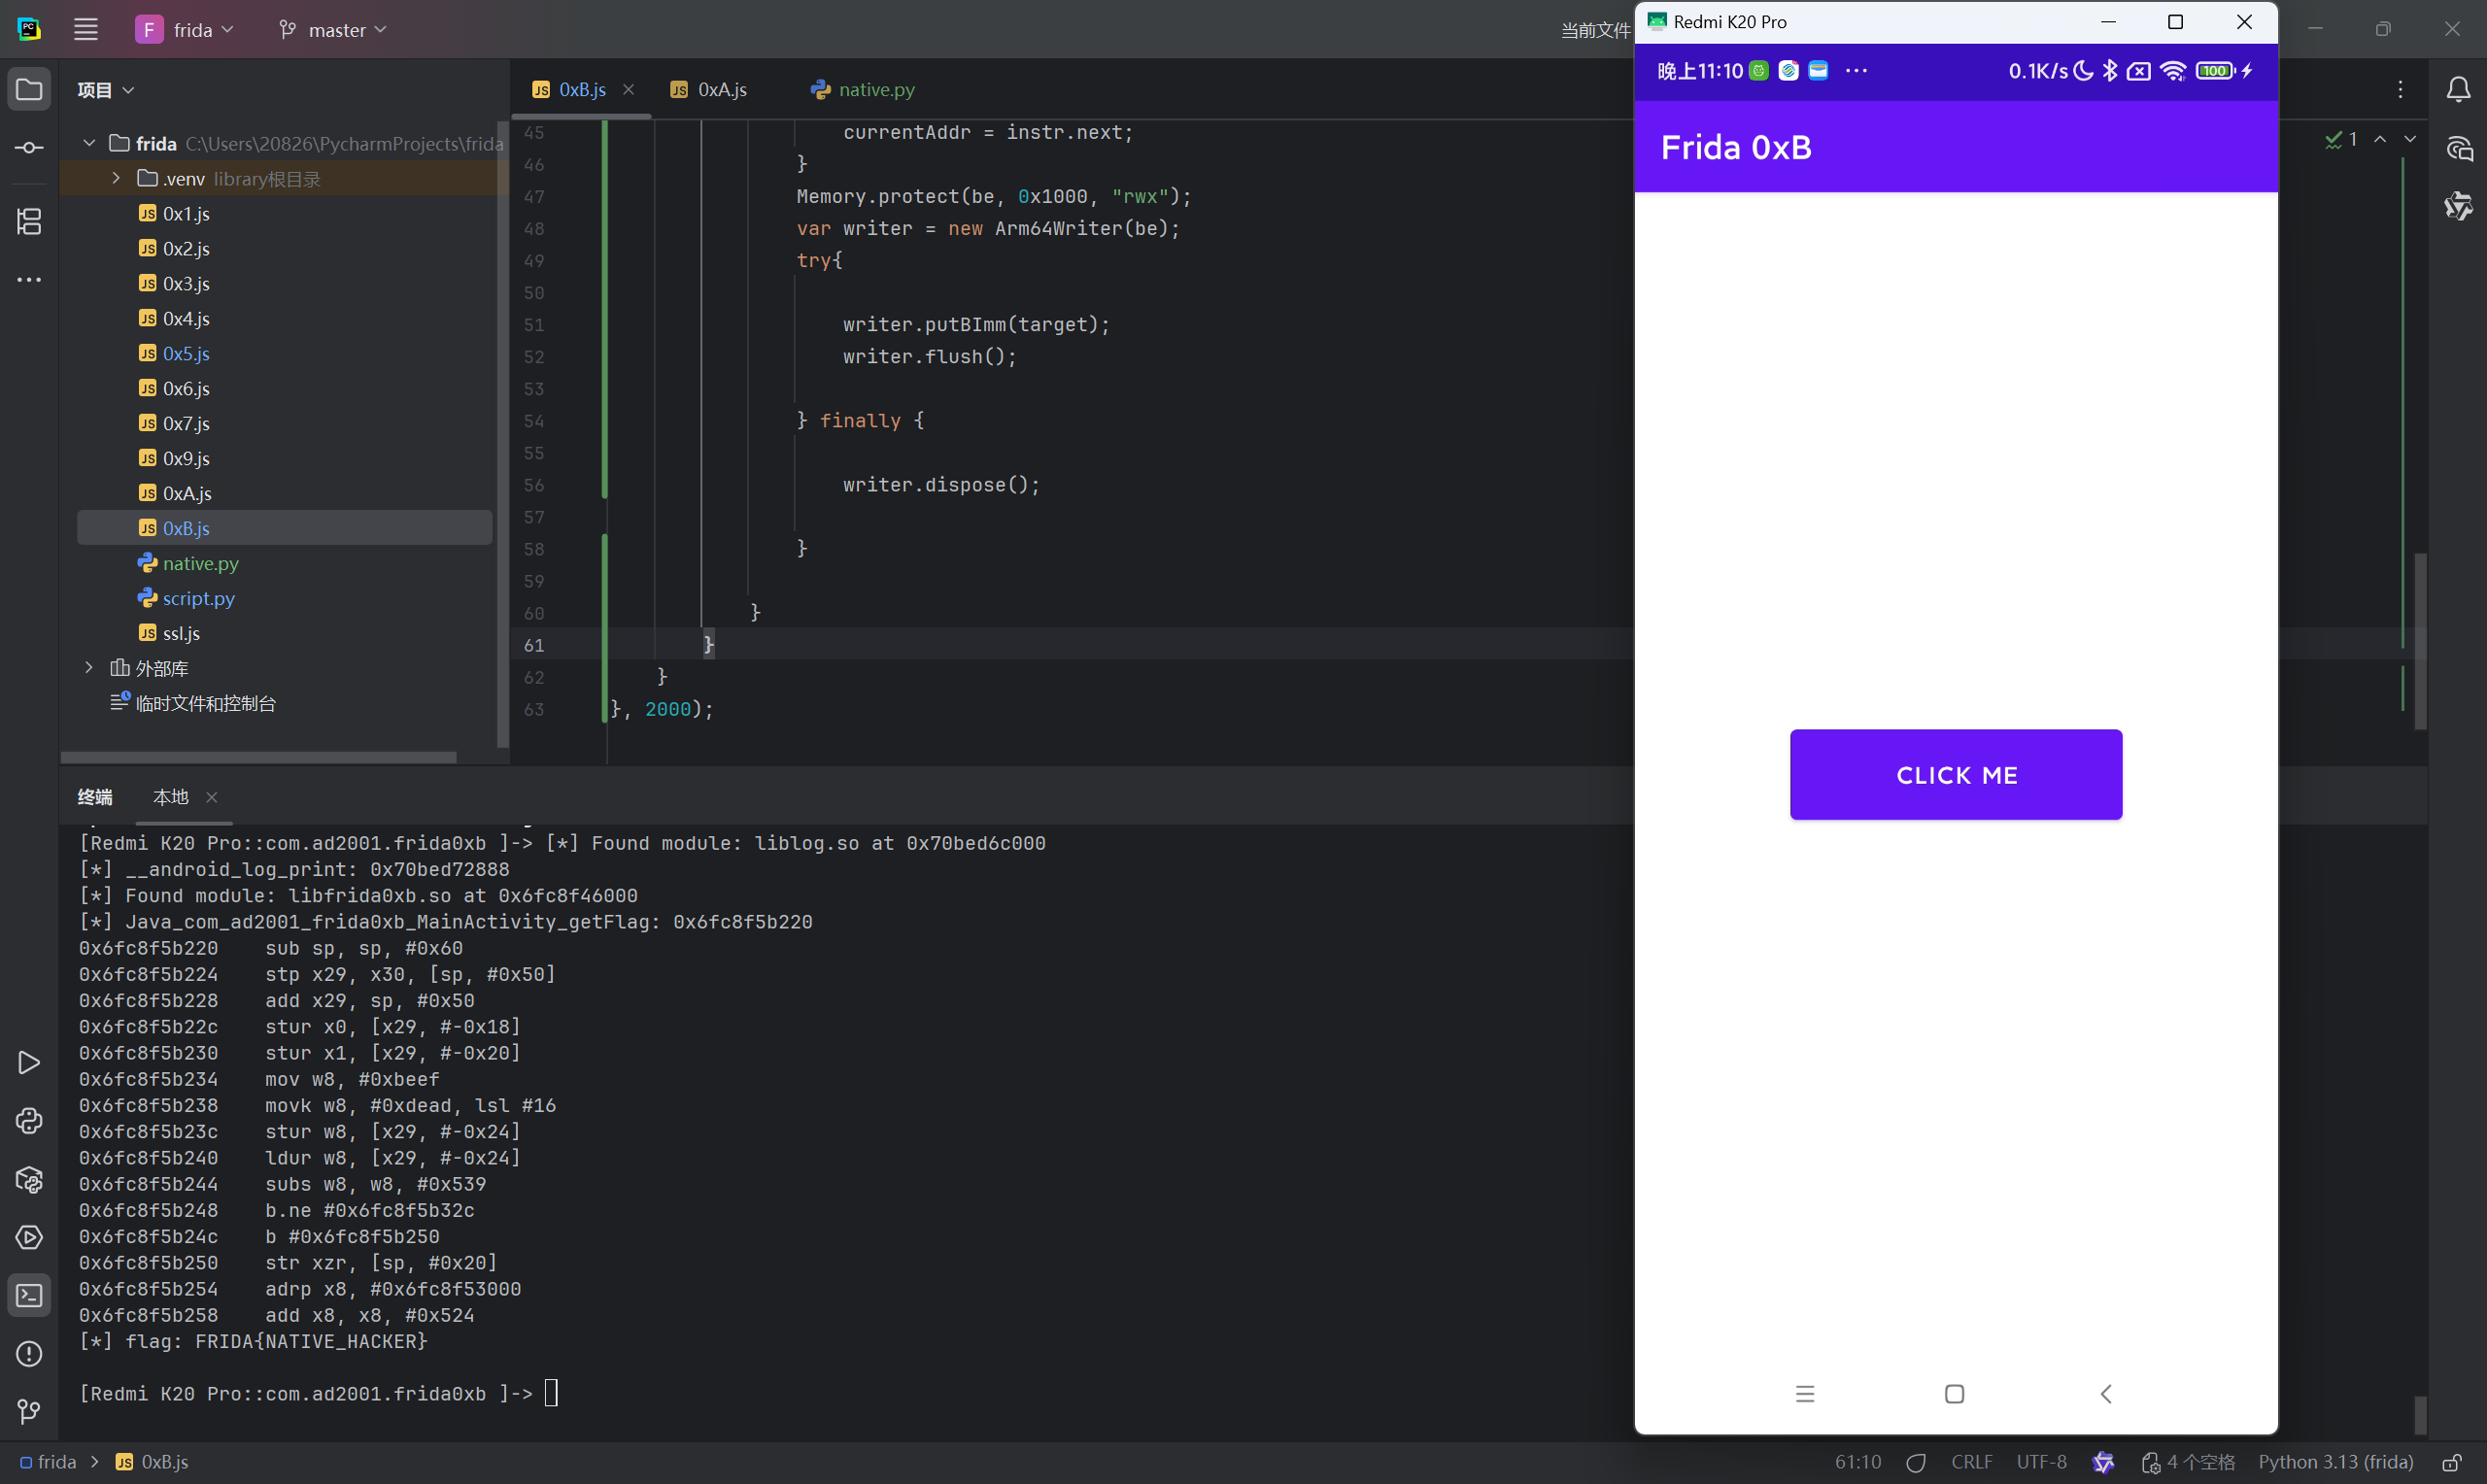 F frida master 当前文件
项目
frida C:\Users\20826\PycharmProjects\frida
.venv library根目录
0x1.js
0x2.js
0x3.js
0x4.js
0x5.js
0x6.js
0x7.js
0x9.js
0xA.js
0xB.js
native.py
script.py
ssl.js
外部库
临时文件和控制台
0xB.js 0xA.js native.py
1
45 currentAddr = instr.next;
46 }
47 Memory.protect(be, 0x1000, "rwx");
48 var writer = new Arm64Writer(be);
49 try{
50
51 writer.putBImm(target);
52 writer.flush();
53
54 } finally {
55
56 writer.dispose();
57
58 }
59
60 }
61 }
62 }
63 }, 2000);
终端 本地
[Redmi K20 Pro::com.ad2001.frida0xb ]-> [*] Found module: liblog.so at 0x70bed6c000
[*] __android_log_print: 0x70bed72888
[*] Found module: libfrida0xb.so at 0x6fc8f46000
[*] Java_com_ad2001_frida0xb_MainActivity_getFlag: 0x6fc8f5b220
0x6fc8f5b220 sub sp, sp, #0x60
0x6fc8f5b224 stp x29, x30, [sp, #0x50]
0x6fc8f5b228 add x29, sp, #0x50
0x6fc8f5b22c stur x0, [x29, #-0x18]
0x6fc8f5b230 stur x1, [x29, #-0x20]
0x6fc8f5b234 mov w8, #0xbeef
0x6fc8f5b238 movk w8, #0xdead, lsl #16
0x6fc8f5b23c stur w8, [x29, #-0x24]
0x6fc8f5b240 ldur w8, [x29, #-0x24]
0x6fc8f5b244 subs w8, w8, #0x539
0x6fc8f5b248 b.ne #0x6fc8f5b32c
0x6fc8f5b24c b #0x6fc8f5b250
0x6fc8f5b250 str xzr, [sp, #0x20]
0x6fc8f5b254 adrp x8, #0x6fc8f53000
0x6fc8f5b258 add x8, x8, #0x524
[*] flag: FRIDA{NATIVE_HACKER}
[Redmi K20 Pro::com.ad2001.frida0xb ]->
Redmi K20 Pro
晚上11:10 ··· 0.1K/s 100
Frida 0xB
CLICK ME
frida > 0xB.js
61:10 CRLF UTF-8 4 个空格 Python 3.13 (frida)